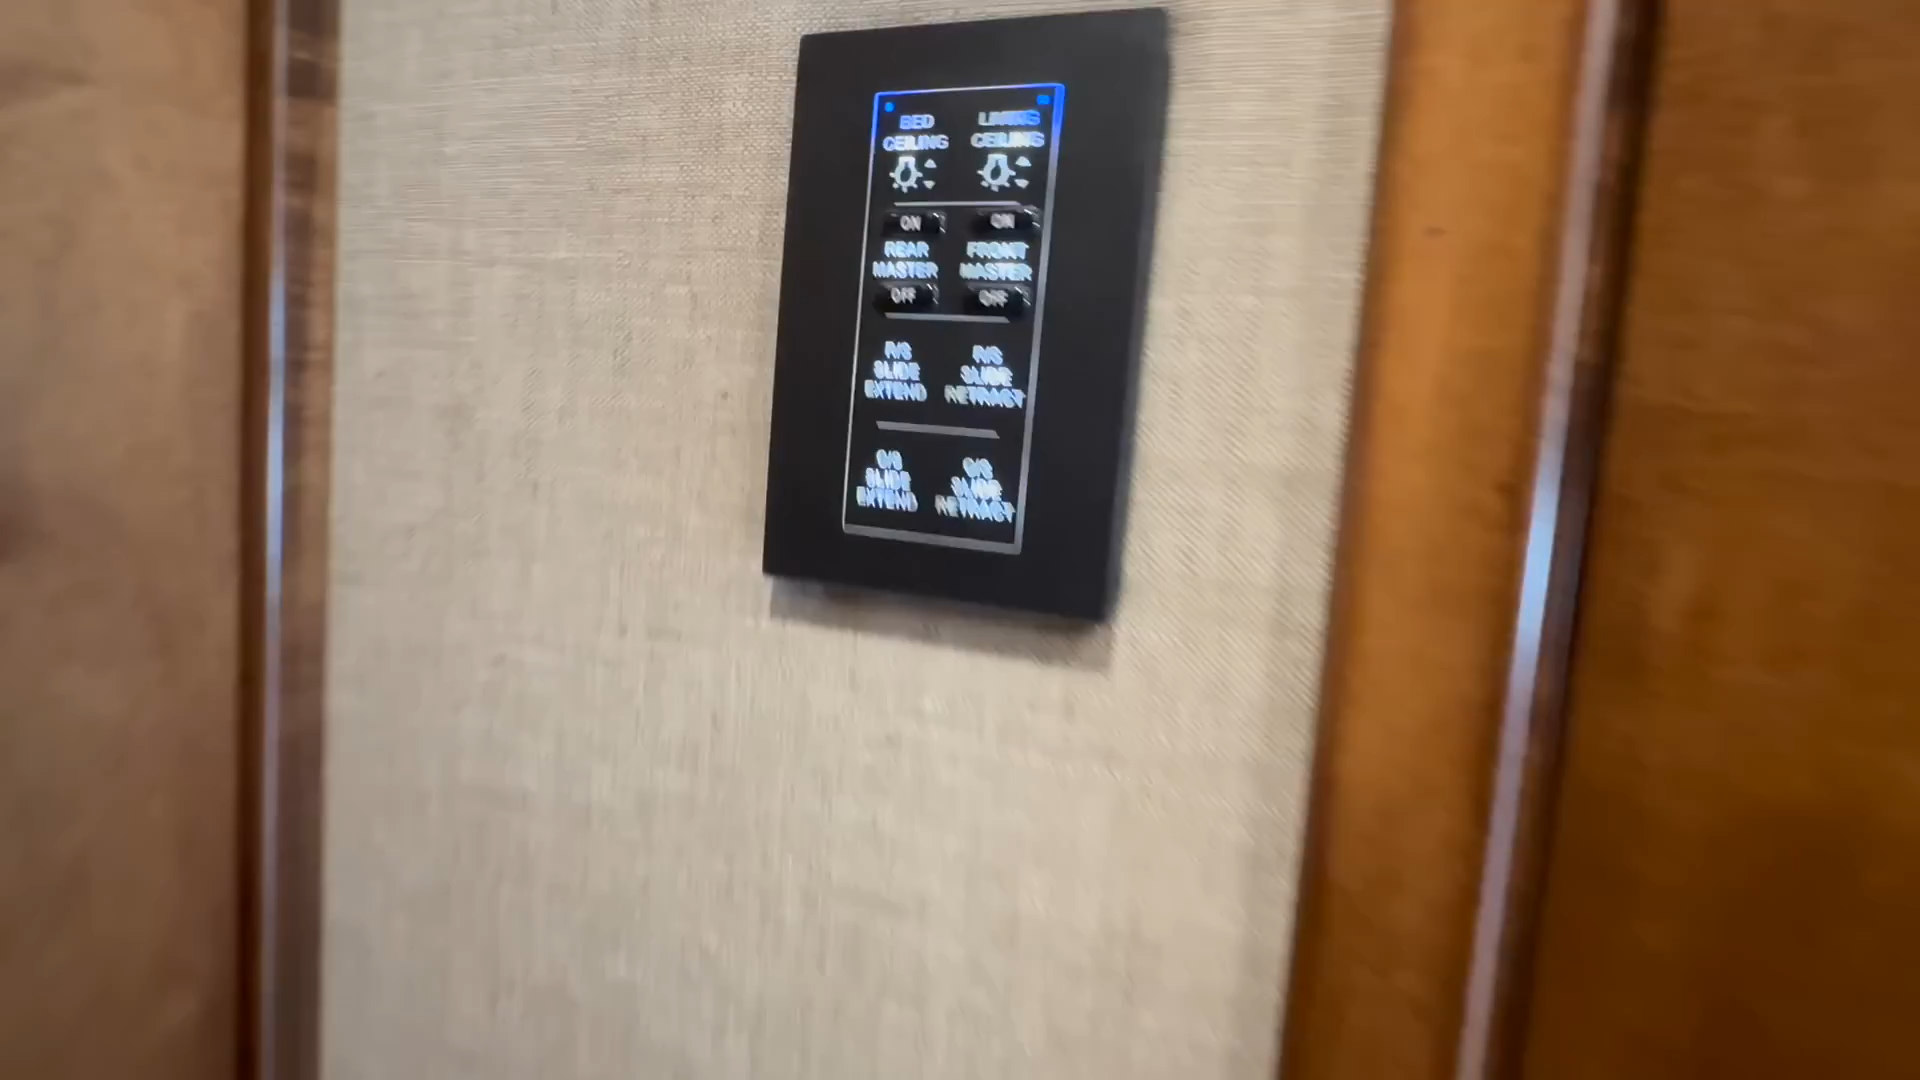 BED LIVING
CEILING CEILING
ON ON
REAR FRONT
MASTER MASTER
OFF OFF
R/S R/S
SLIDE SLIDE
EXTEND RETRACT
O/S O/S
SLIDE SLIDE
EXTEND RETRACT